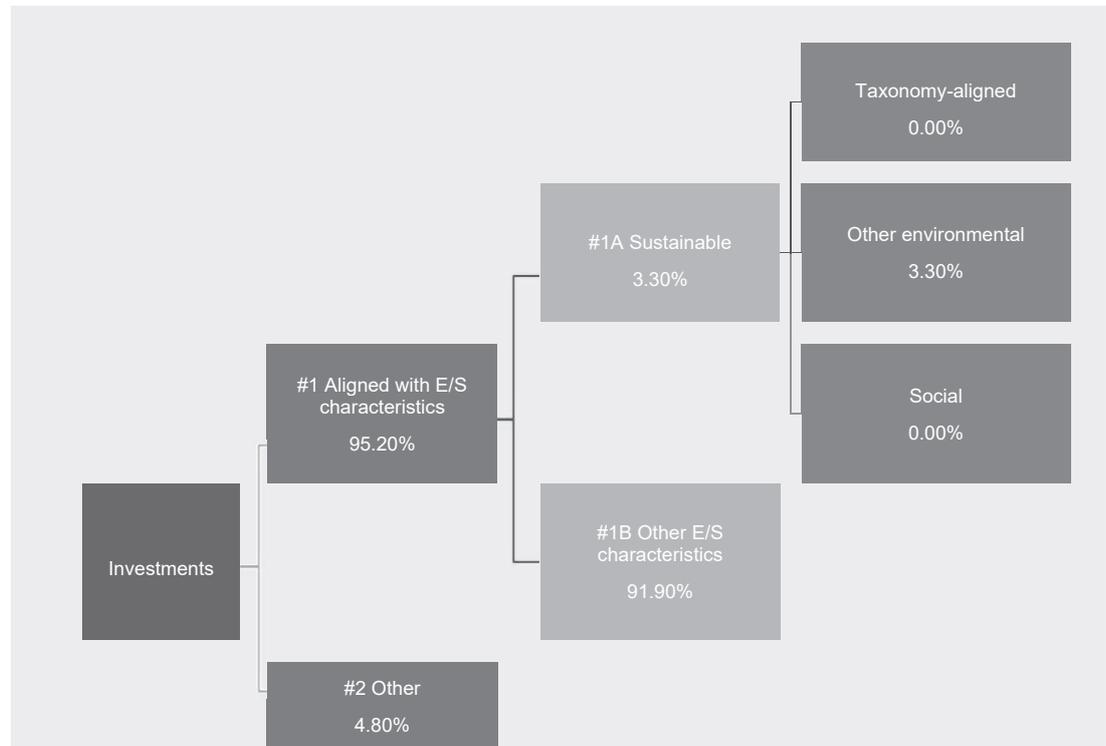 Taxonomy-aligned
0.00%
#1A Sustainable
3.30%
Other environmental
3.30%
#1 Aligned with E/S
characteristics
95.20%
Social
0.00%
Investments
#1B Other E/S
characteristics
91.90%
#2 Other
4.80%